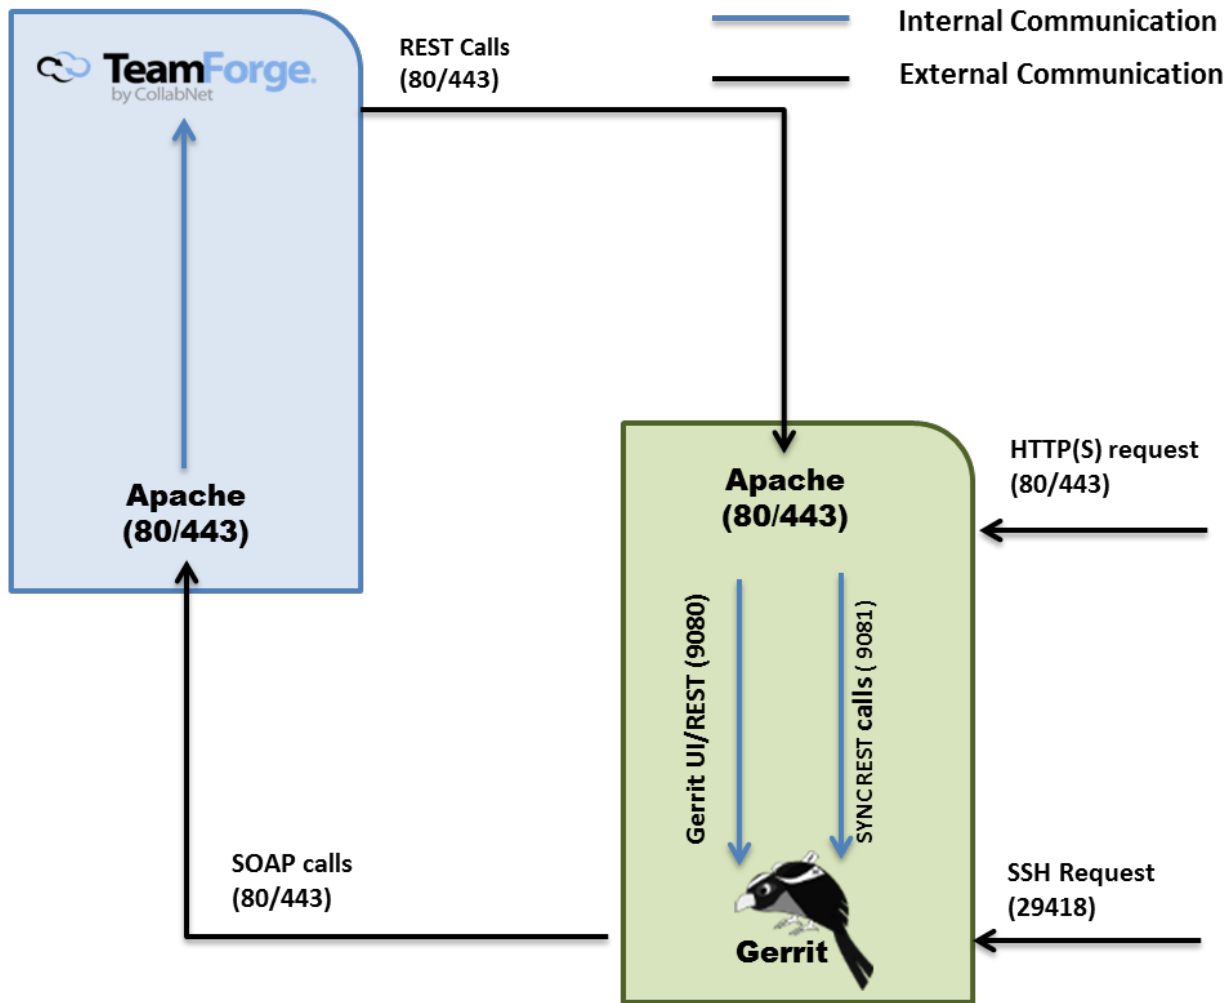 Internal Communication
External Communication
TeamForge.
by CollabNet
REST Calls
(80/443)
Apache
(80/443)
Apache
(80/443)
HTTP(S) request
(80/443)
Gerrit UI/REST (9080)
SYNC REST calls ( 9081)
SOAP calls
(80/443)
SSH Request
(29418)
Gerrit